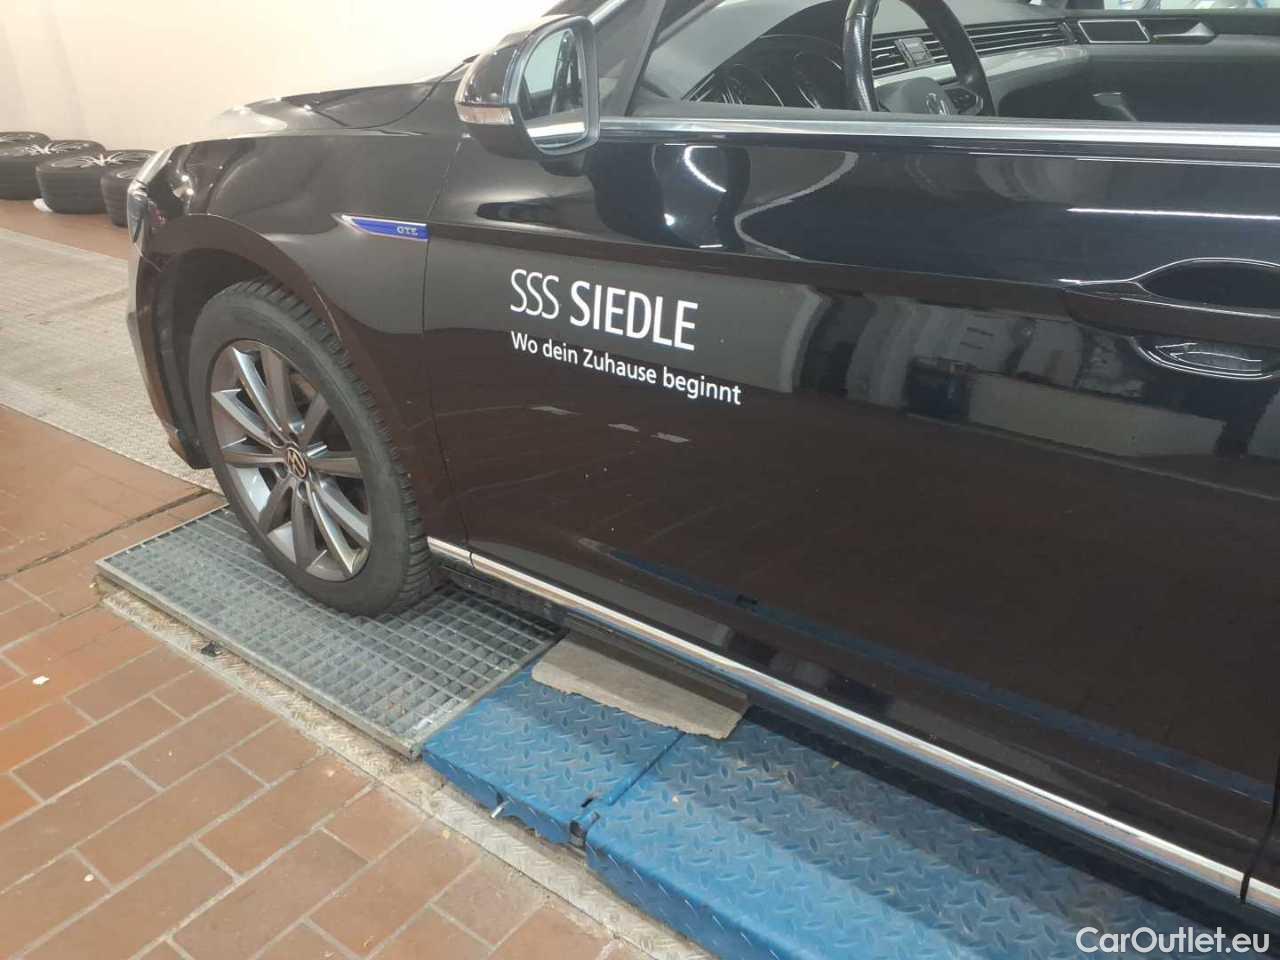 GTE
SSS SIEDLE
Wo dein Zuhause beginnt
CarOutlet.eu